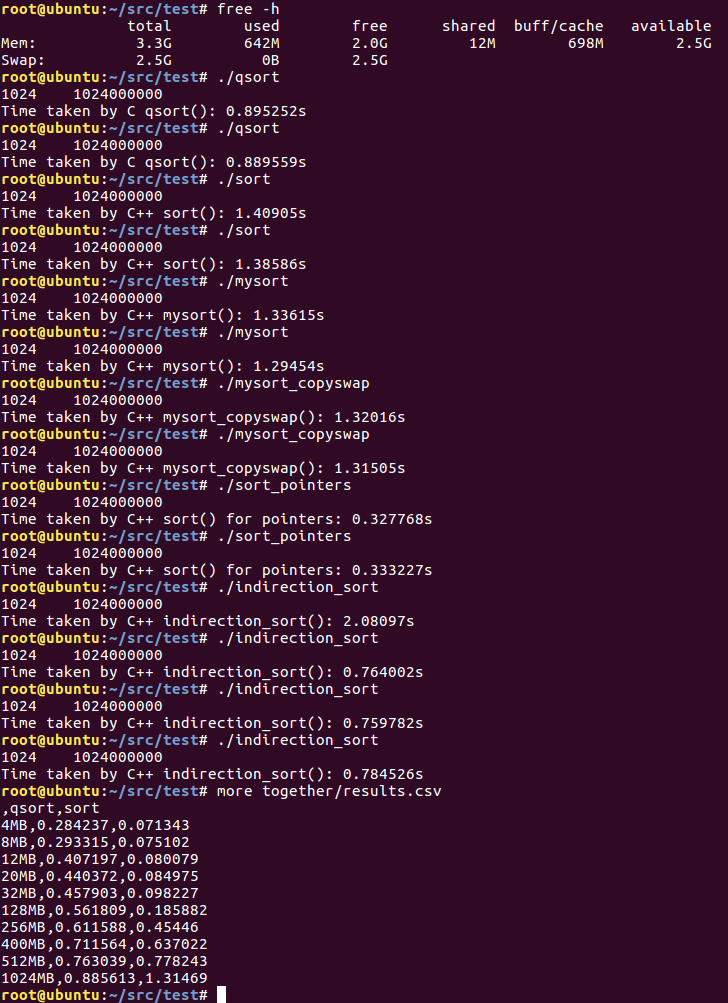 root@ubuntu:~/src/test# free -h
total used free shared buff/cache available
Mem: 3.3G 642M 2.0G 12M 698M 2.5G
Swap: 2.5G 0B 2.5G
root@ubuntu:~/src/test# ./qsort
1024 1024000000
Time taken by C qsort(): 0.895252s
root@ubuntu:~/src/test# ./qsort
1024 1024000000
Time taken by C qsort(): 0.889559s
root@ubuntu:~/src/test# ./sort
1024 1024000000
Time taken by C++ sort(): 1.40905s
root@ubuntu:~/src/test# ./sort
1024 1024000000
Time taken by C++ sort(): 1.38586s
root@ubuntu:~/src/test# ./mysort
1024 1024000000
Time taken by C++ mysort(): 1.33615s
root@ubuntu:~/src/test# ./mysort
1024 1024000000
Time taken by C++ mysort(): 1.29454s
root@ubuntu:~/src/test# ./mysort_copyswap
1024 1024000000
Time taken by C++ mysort_copyswap(): 1.32016s
root@ubuntu:~/src/test# ./mysort_copyswap
1024 1024000000
Time taken by C++ mysort_copyswap(): 1.31505s
root@ubuntu:~/src/test# ./sort_pointers
1024 1024000000
Time taken by C++ sort() for pointers: 0.327768s
root@ubuntu:~/src/test# ./sort_pointers
1024 1024000000
Time taken by C++ sort() for pointers: 0.333227s
root@ubuntu:~/src/test# ./indirection_sort
1024 1024000000
Time taken by C++ indirection_sort(): 2.08097s
root@ubuntu:~/src/test# ./indirection_sort
1024 1024000000
Time taken by C++ indirection_sort(): 0.764002s
root@ubuntu:~/src/test# ./indirection_sort
1024 1024000000
Time taken by C++ indirection_sort(): 0.759782s
root@ubuntu:~/src/test# ./indirection_sort
1024 1024000000
Time taken by C++ indirection_sort(): 0.784526s
root@ubuntu:~/src/test# more together/results.csv
,qsort,sort
4MB,0.284237,0.071343
8MB,0.293315,0.075102
12MB,0.407197,0.080079
20MB,0.440372,0.084975
32MB,0.457903,0.098227
128MB,0.561809,0.185882
256MB,0.611588,0.45446
400MB,0.711564,0.637022
512MB,0.763039,0.778243
1024MB,0.885613,1.31469
root@ubuntu:~/src/test#